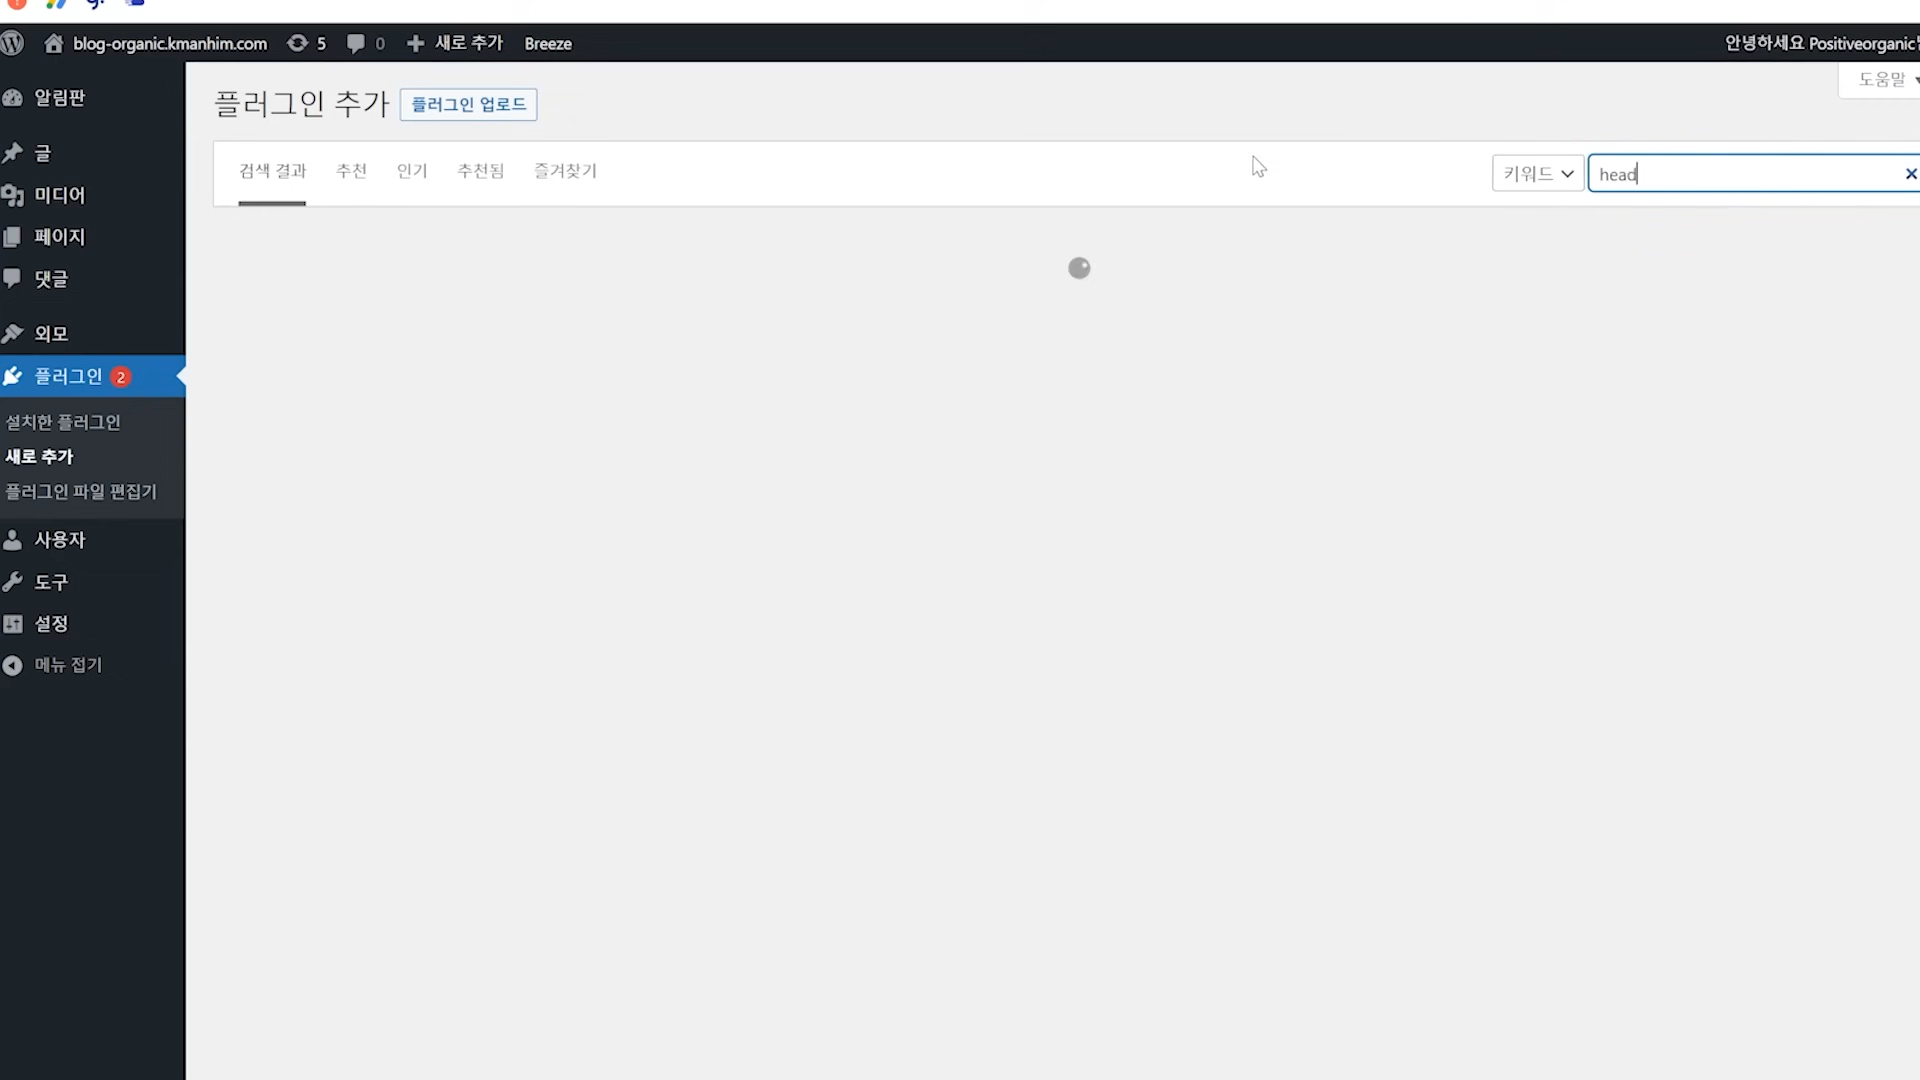 blog-organic.kmanhim.com 5 0 새로 추가 Breeze 안녕하세요 Positiveorganic
도움말
알림판
글
미디어
페이지
댓글
외모
플러그인 2
설치한 플러그인
새로 추가
플러그인 파일 편집기
사용자
도구
설정
메뉴 접기
플러그인 추가 플러그인 업로드
검색 결과 추천 인기 추천됨 즐겨찾기 키워드 head